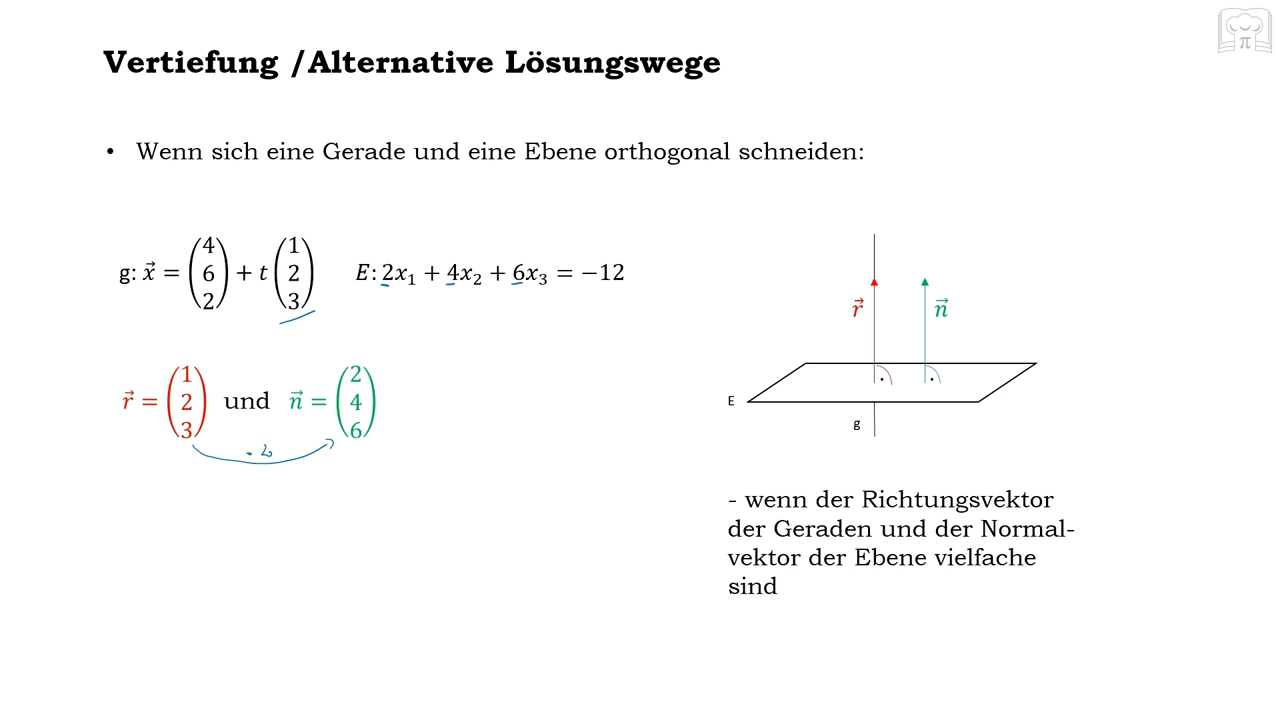 Vertiefung /Alternative Lösungswege
• Wenn sich eine Gerade und eine Ebene orthogonal schneiden:
g: x⃗ = (4 6 2) + t (1 2 3) E: 2x₁ + 4x₂ + 6x₃ = −12
r⃗ = (1 2 3) und n⃗ = (2 4 6)
· 2
r⃗ n⃗
E
g
- wenn der Richtungsvektor
der Geraden und der Normal-
vektor der Ebene vielfache
sind
π